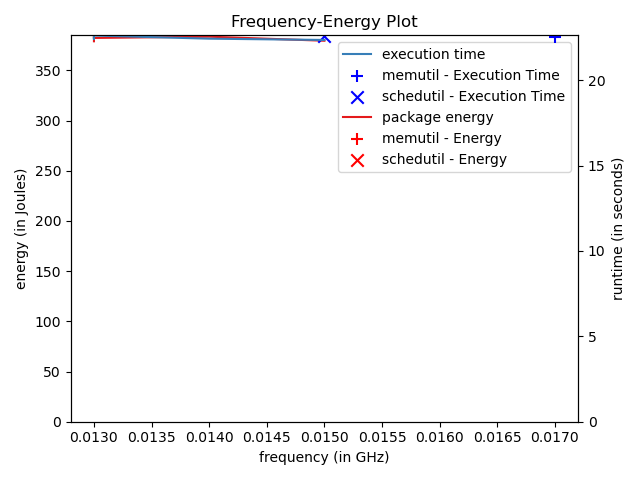 Frequency-Energy Plot
execution time
memutil - Execution Time
schedutil - Execution Time
package energy
memutil - Energy
schedutil - Energy
energy (in Joules)
350
300
250
200
150
100
50
0
20
15
10
5
0
runtime (in seconds)
0.0130 0.0135 0.0140 0.0145 0.0150 0.0155 0.0160 0.0165 0.0170
frequency (in GHz)